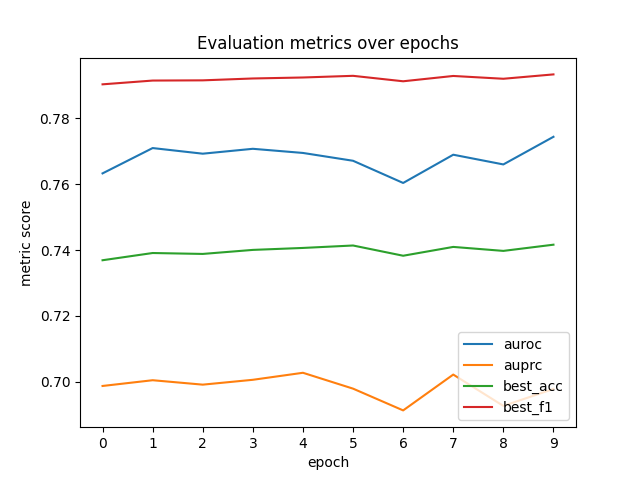 Evaluation metrics over epochs
metric score
0.78
0.76
0.74
0.72
0.70
auroc
auprc
best_acc
best_f1
0 1 2 3 4 5 6 7 8 9
epoch